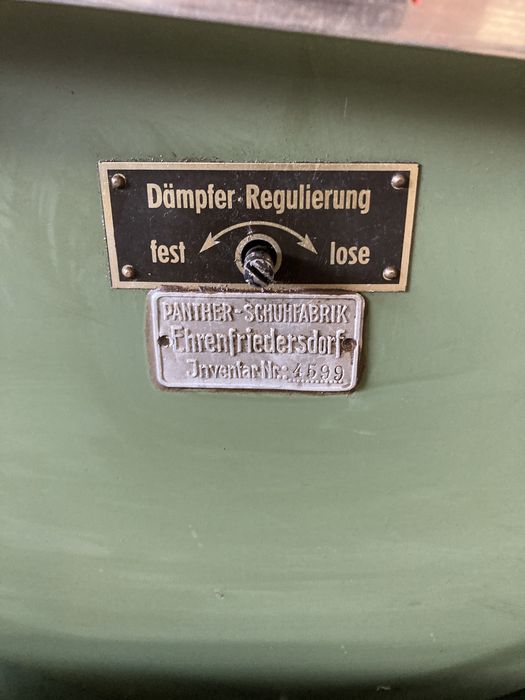 Dämpfer-Regulierung
fest lose
PANTHER-SCHUHFABRIK
Ehrenfriedersdorf
Inventar Nr.: 4599